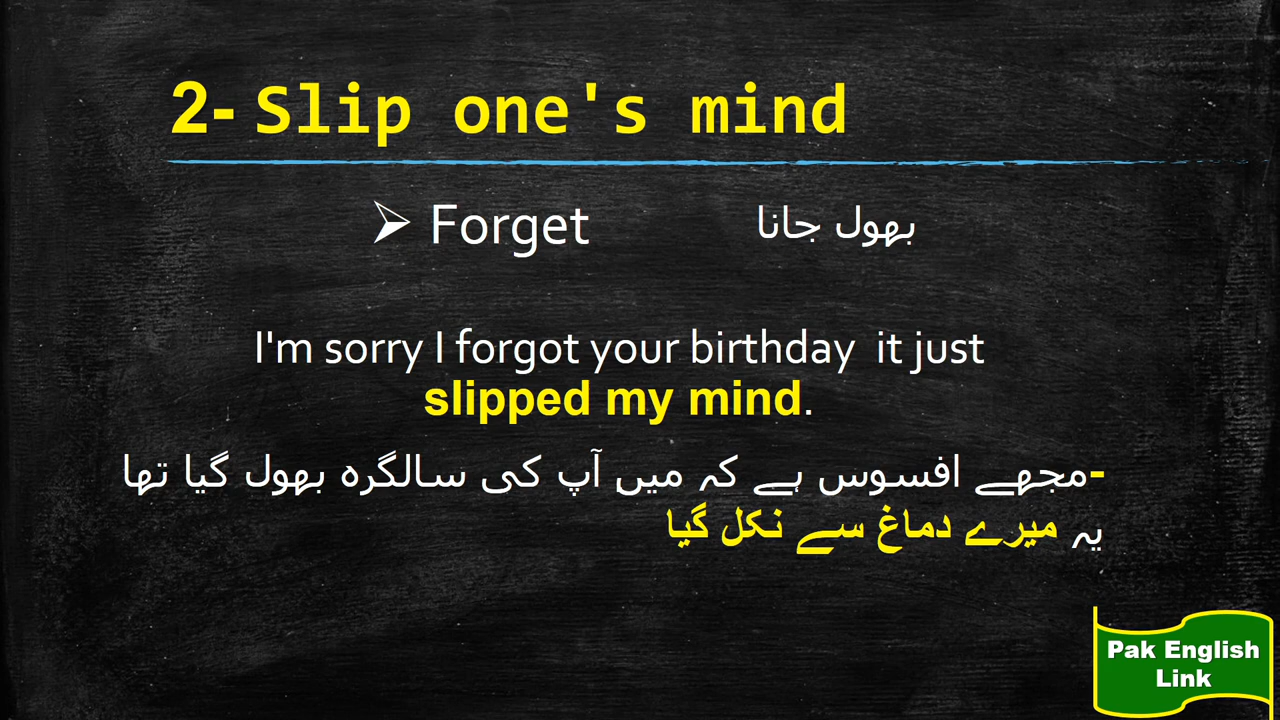 2- Slip one's mind
➢ Forget بھول جانا
I'm sorry I forgot your birthday  it just
slipped my mind.
-مجھے افسوس ہے کہ میں آپ کی سالگرہ بھول گیا تھا
یہ میرے دماغ سے نکل گیا
Pak English
Link